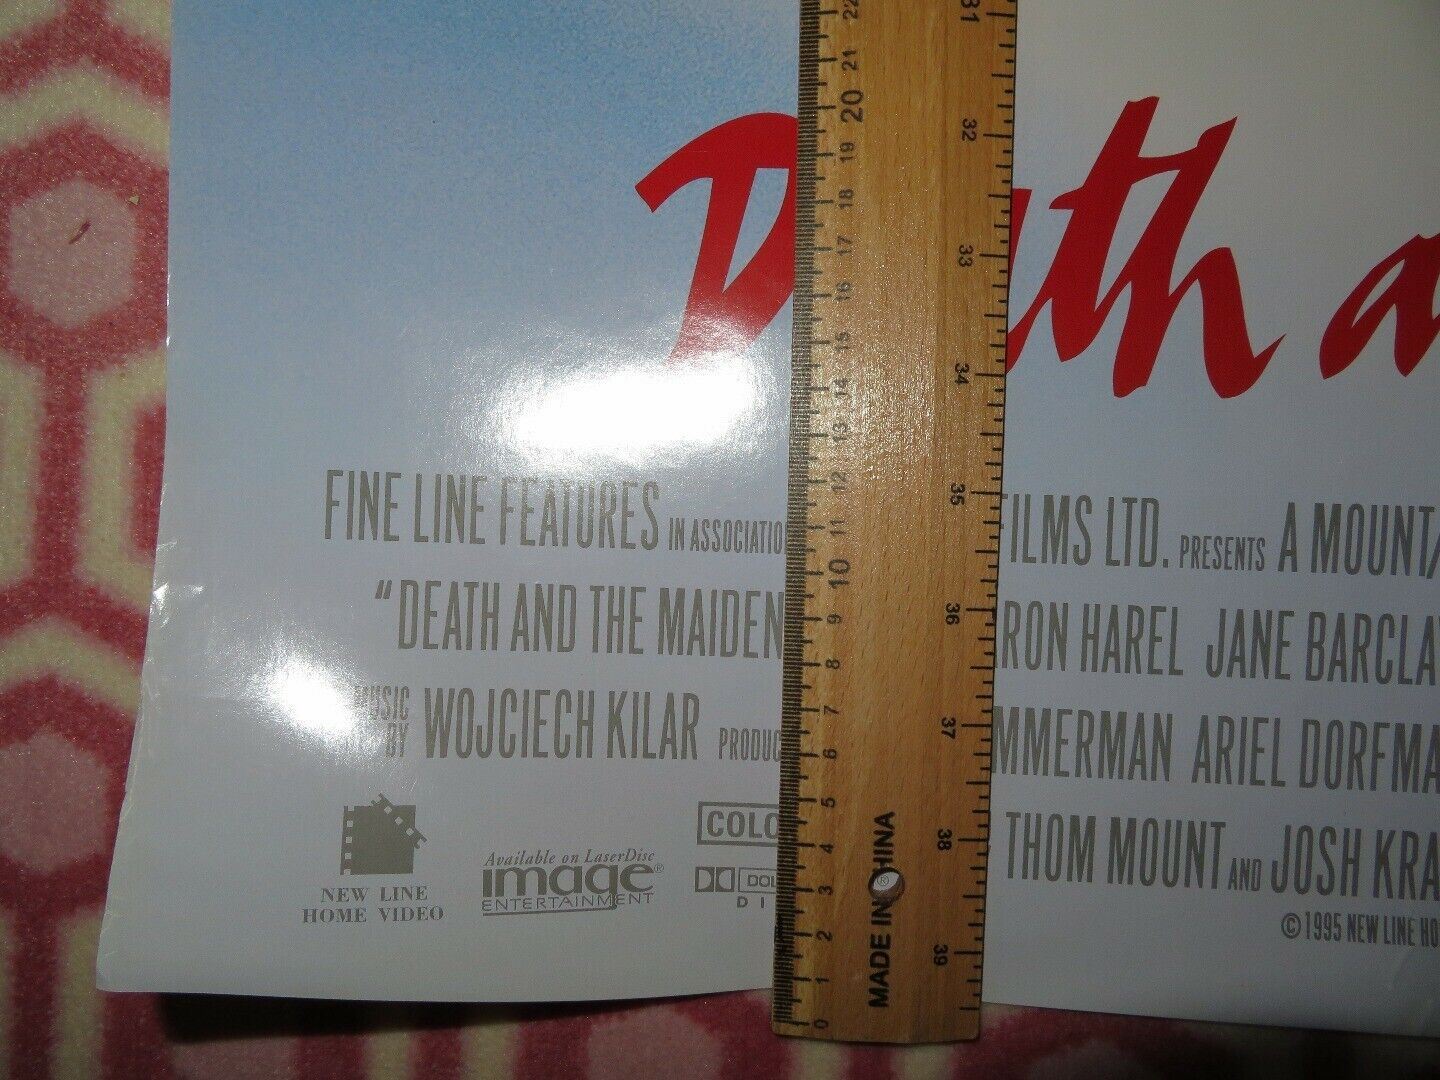 Death a
FINE LINE FEATURES IN ASSOCIATIO FILMS LTD. PRESENTS A MOUNT/
"DEATH AND THE MAIDEN RON HAREL JANE BARCLA
MUSIC BY WOJCIECH KILAR PRODUC MMERMAN ARIEL DORFMA
THOM MOUNT AND JOSH KRA
COLO
NEW LINE
HOME VIDEO
Available on LaserDisc
image®
ENTERTAINMENT
DOL
DI
©1995 NEW LINE HO
22
21
20
19
18
17
16
15
14
13
12
11
10
9
8
7
6
5
3
2
1
0
31
32
33
34
35
36
37
38
39
MADE IN CHINA
®